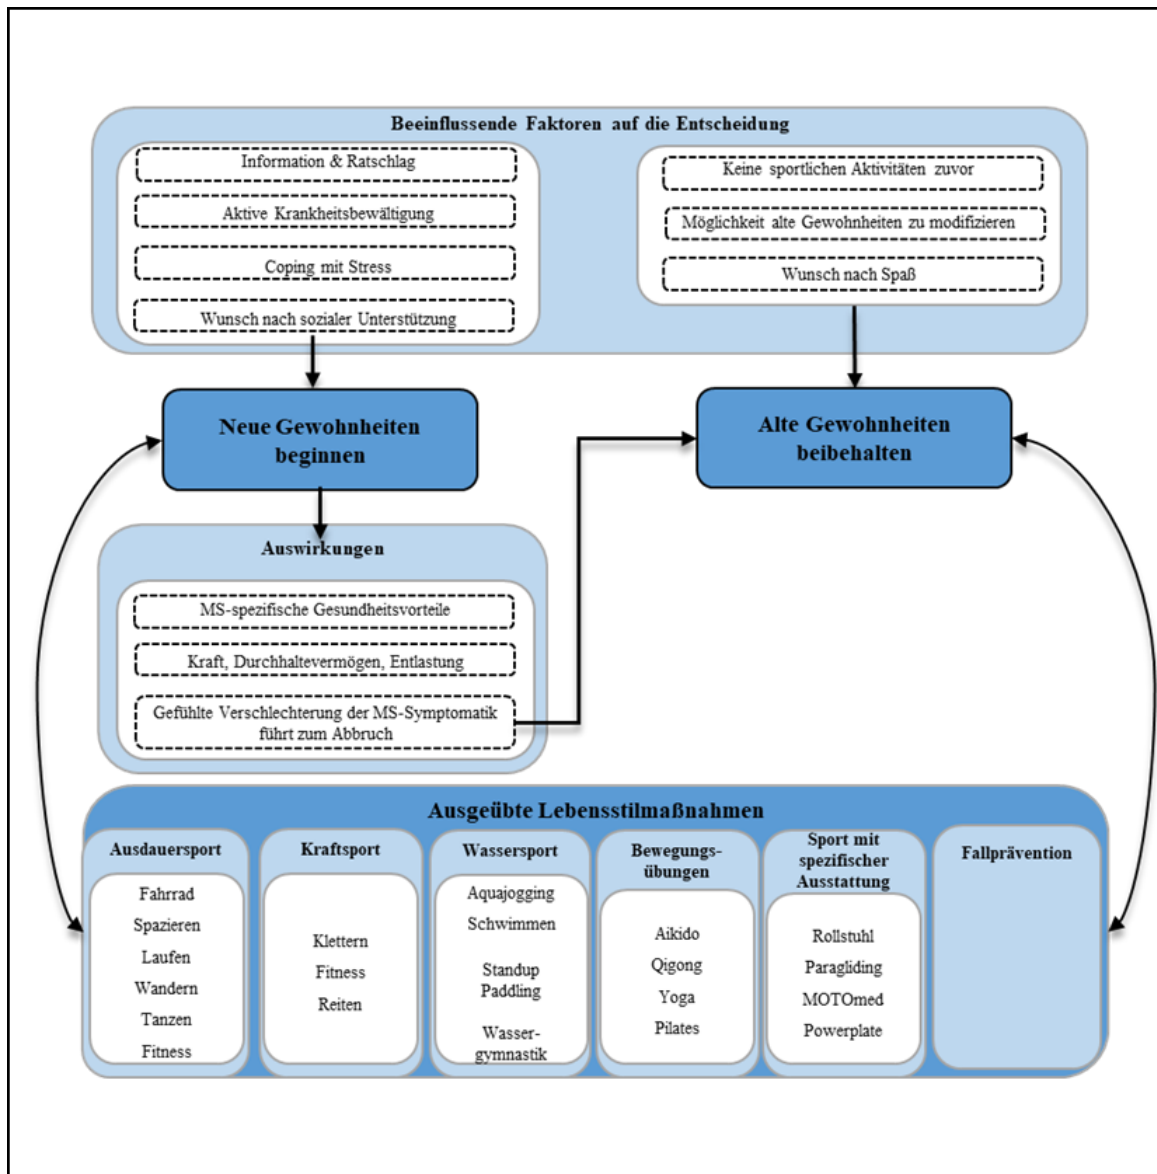 Beeinflussende Faktoren auf die Entscheidung
Information & Ratschlag
Aktive Krankheitsbewältigung
Coping mit Stress
Wunsch nach sozialer Unterstützung
Keine sportlichen Aktivitäten zuvor
Möglichkeit alte Gewohnheiten zu modifizieren
Wunsch nach Spaß
Neue Gewohnheiten
beginnen
Alte Gewohnheiten
beibehalten
Auswirkungen
MS-spezifische Gesundheitsvorteile
Kraft, Durchhaltevermögen, Entlastung
Gefühlte Verschlechterung der MS-Symptomatik
führt zum Abbruch
Ausgeübte Lebensstilmaßnahmen
Ausdauersport
Fahrrad
Spazieren
Laufen
Wandern
Tanzen
Fitness
Kraftsport
Klettern
Fitness
Reiten
Wassersport
Aquajogging
Schwimmen
Standup
Paddling
Wasser-
gymnastik
Bewegungs-
übungen
Aikido
Qigong
Yoga
Pilates
Sport mit
spezifischer
Ausstattung
Rollstuhl
Paragliding
MOTOmed
Powerplate
Fallprävention